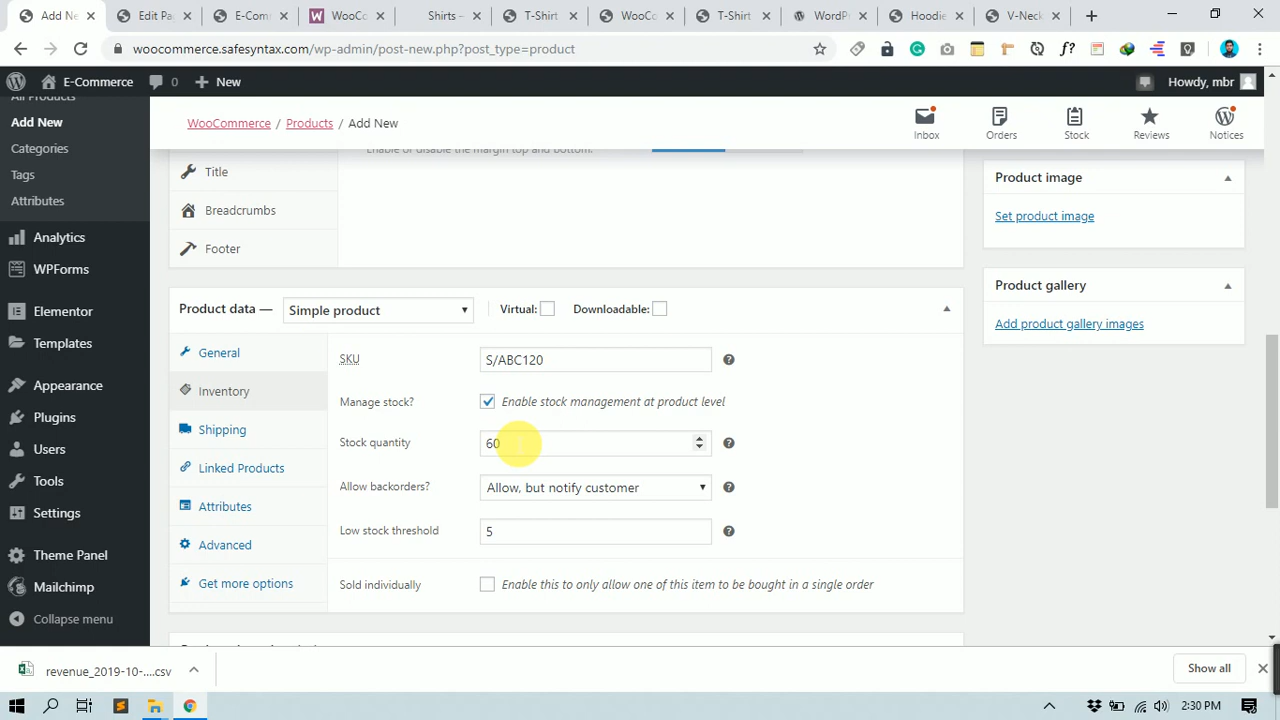 Add Ne
Edit Pa
E-Com
WooCo
Shirts –
T-Shirt
WooCo
T-Shirt
WordP
Hoodie
V-Neck
woocommerce.safesyntax.com/wp-admin/post-new.php?post_type=product
E-Commerce
0
New
Howdy, mbr
All Products
Add New
Categories
Tags
Attributes
Analytics
WPForms
Elementor
Templates
Appearance
Plugins
Users
Tools
Settings
Theme Panel
Mailchimp
Collapse menu
WooCommerce / Products / Add New
Inbox
Orders
Stock
Reviews
Notices
Enable or disable the margin top and bottom.
Title
Breadcrumbs
Footer
Product data —
Simple product
Virtual:
Downloadable:
General
Inventory
Shipping
Linked Products
Attributes
Advanced
Get more options
SKU
S/ABC120
Manage stock?
Enable stock management at product level
Stock quantity
60
Allow backorders?
Allow, but notify customer
Low stock threshold
5
Sold individually
Enable this to only allow one of this item to be bought in a single order
Product image
Set product image
Product gallery
Add product gallery images
revenue_2019-10-....csv
Show all
2:30 PM